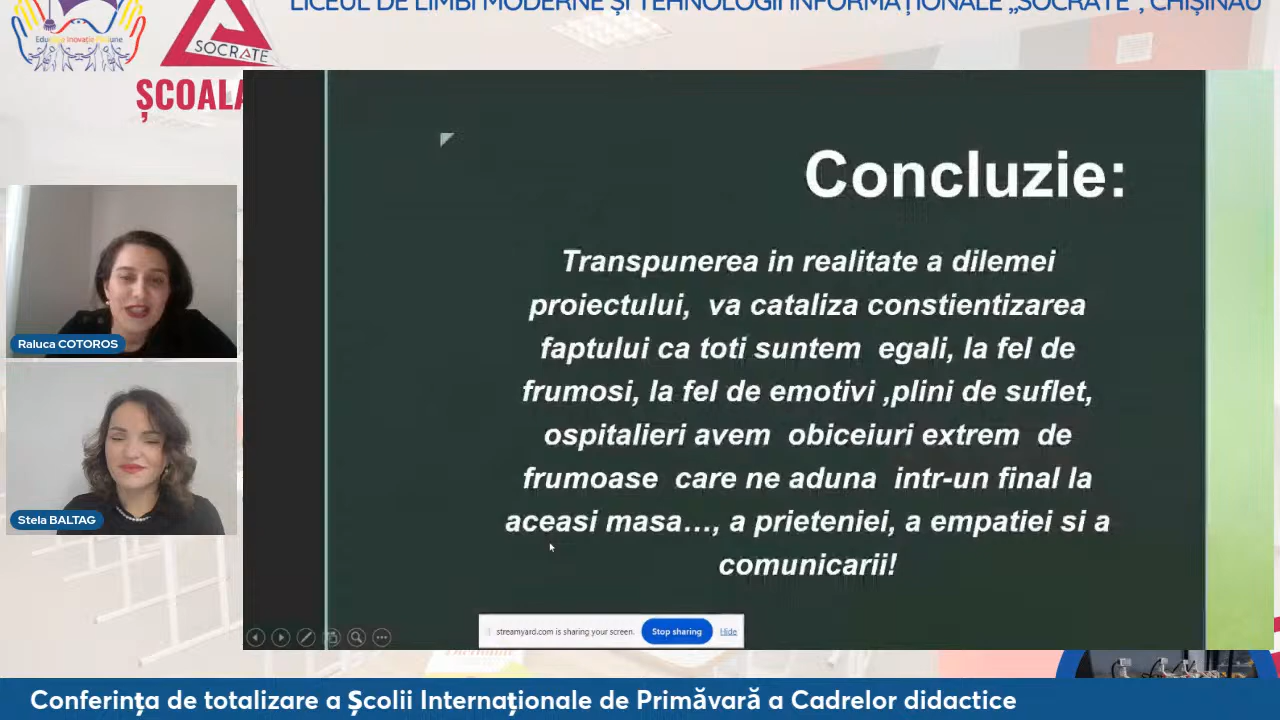 LICEUL DE LIMBI MODERNE ȘI TEHNOLOGII INFORMAȚIONALE „SOCRATE”, CHIȘINĂU
SOCRATE
ȘCOALA
Concluzie:
Transpunerea in realitate a dilemei
proiectului, va cataliza constientizarea
faptului ca toti suntem egali, la fel de
frumosi, la fel de emotivi ,plini de suflet,
ospitalieri avem obiceiuri extrem de
frumoase care ne aduna intr-un final la
aceasi masa..., a prieteniei, a empatiei si a
comunicarii!
Raluca COTOROS
Stela BALTAG
streamyard.com is sharing your screen.
Stop sharing
Hide
Conferința de totalizare a Școlii Internaționale de Primăvară a Cadrelor didactice